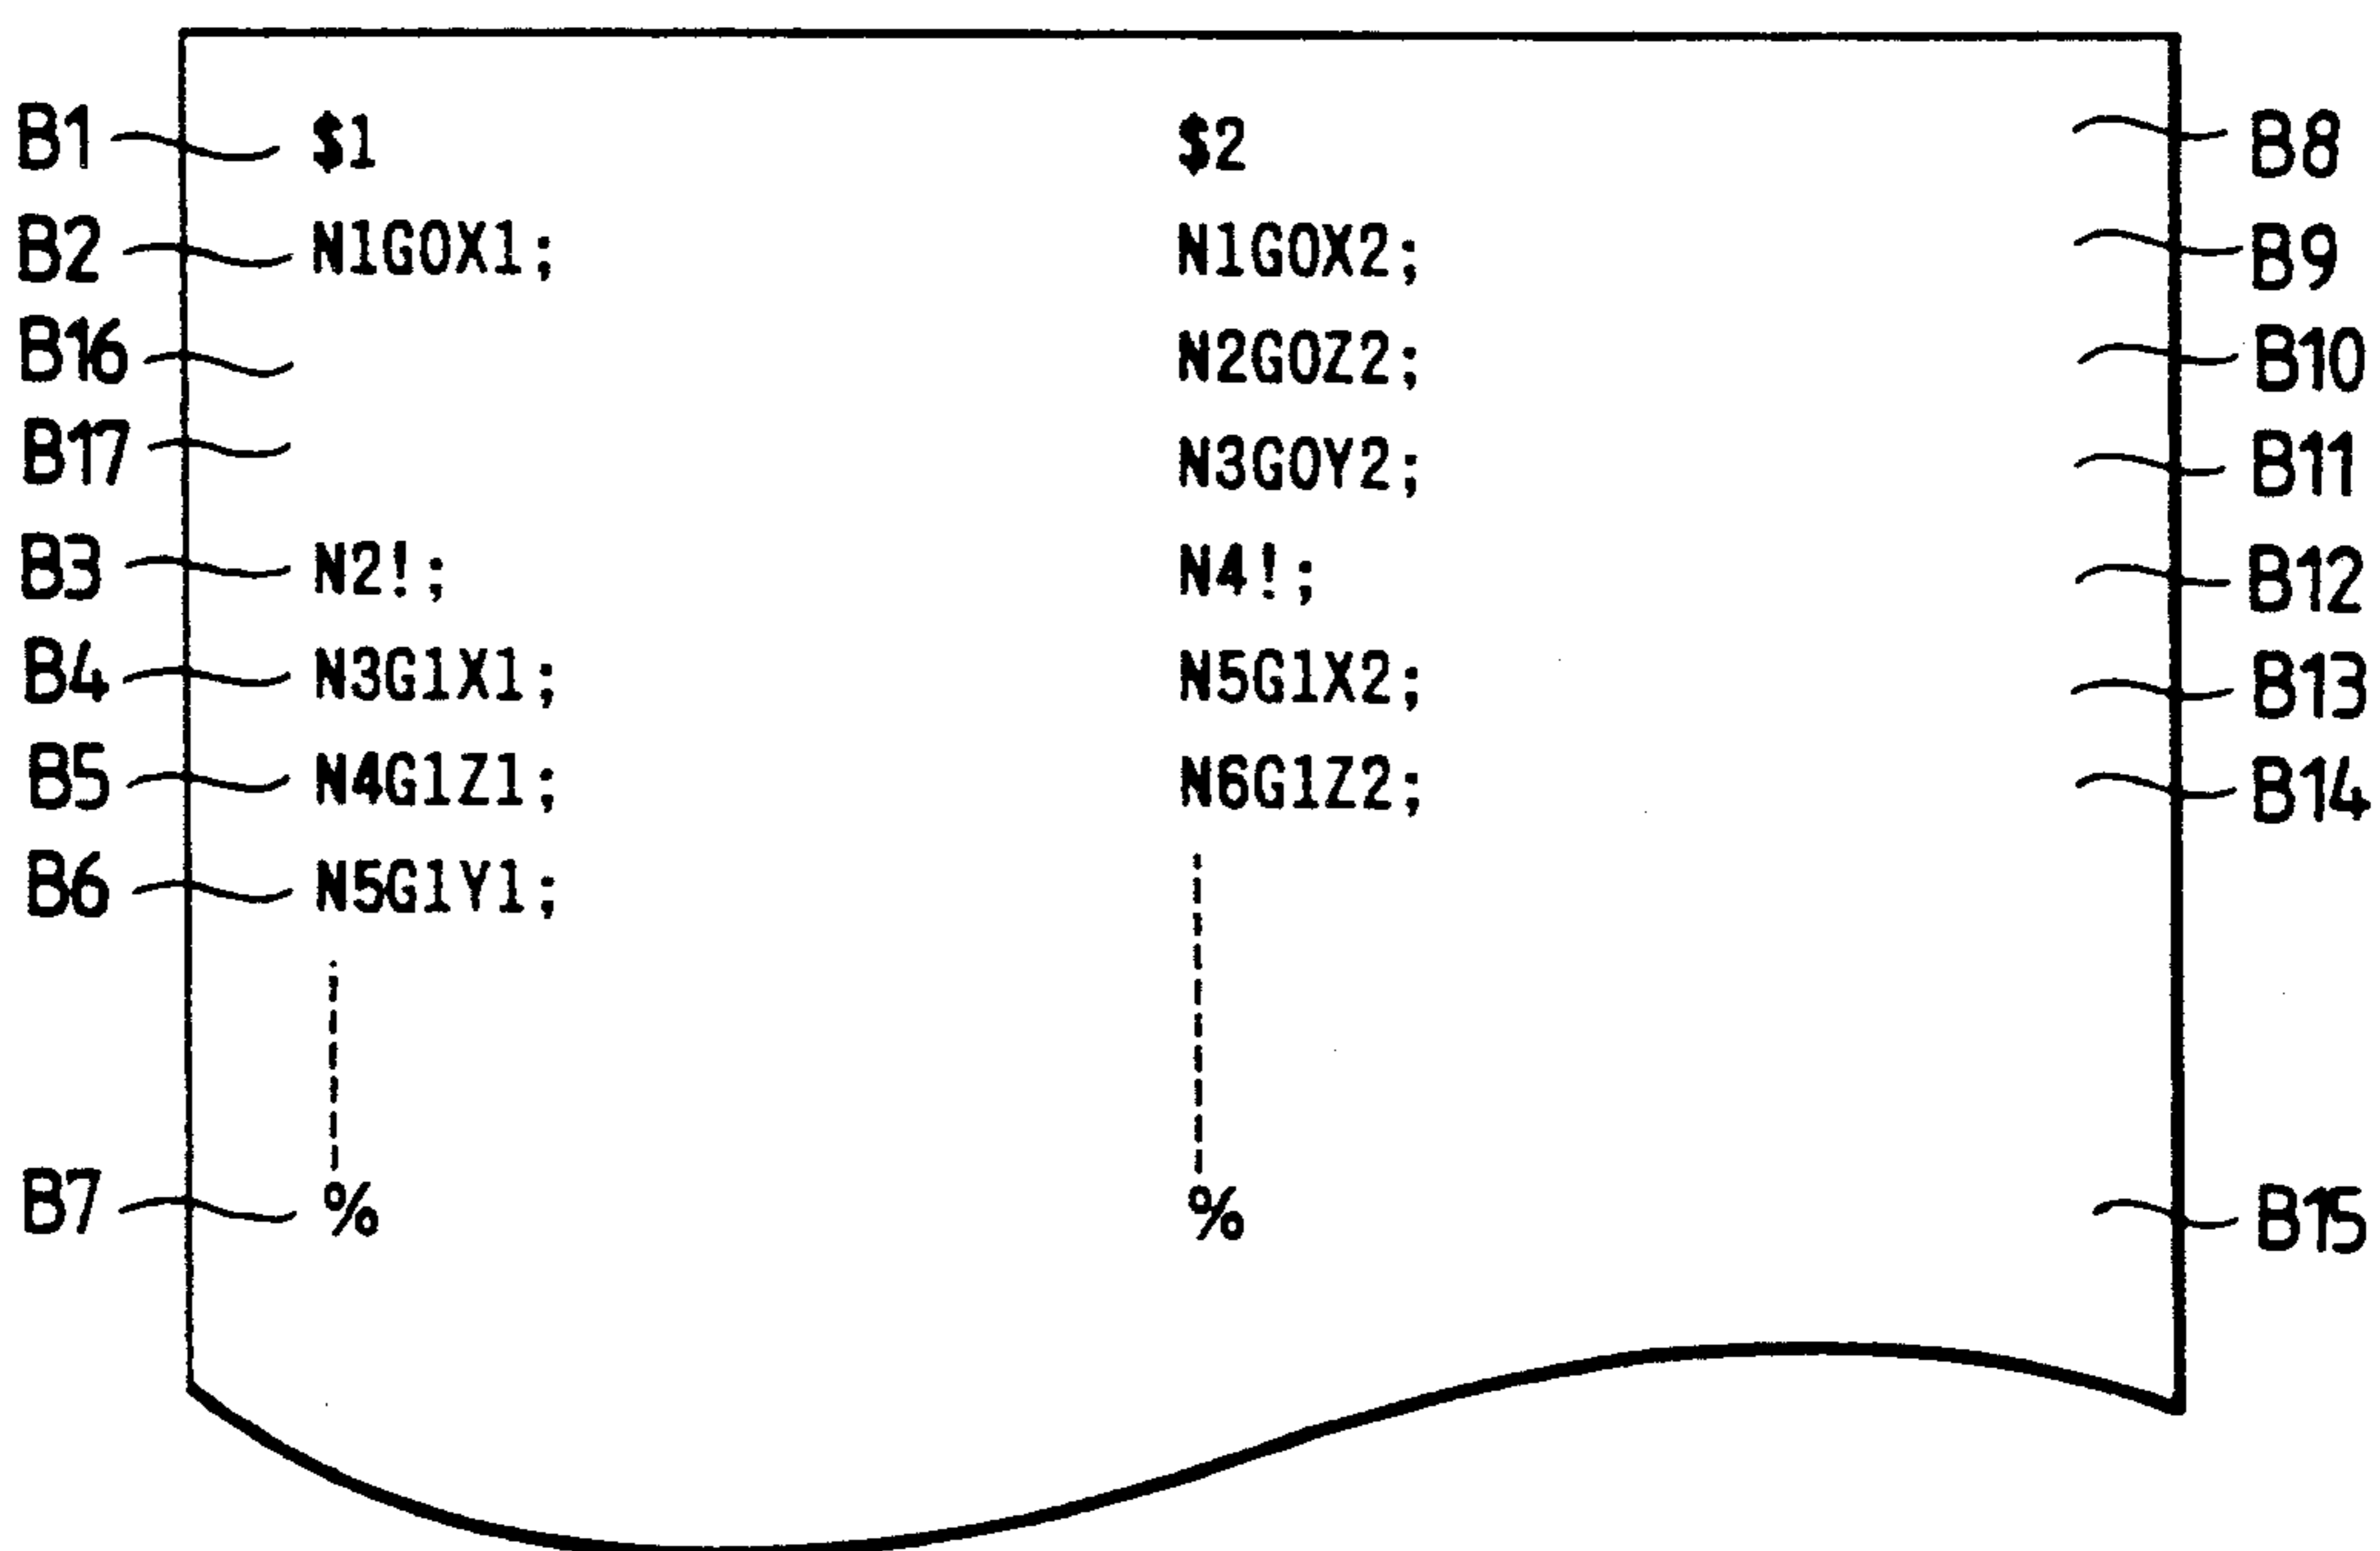 B1 $1 $2 B8
B2 N1G0X1; N1G0X2; B9
B16 N2G0Z2; B10
B17 N3G0Y2; B11
B3 N2!; N4!; B12
B4 N3G1X1; N5G1X2; B13
B5 N4G1Z1; N6G1Z2; B14
B6 N5G1Y1;
B7 % % B15